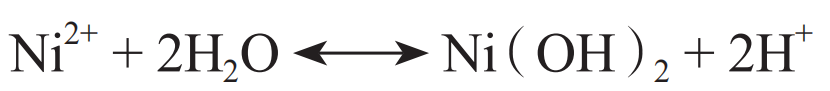 Ni²⁺ + 2H₂O ⟷ Ni(OH)₂ + 2H⁺